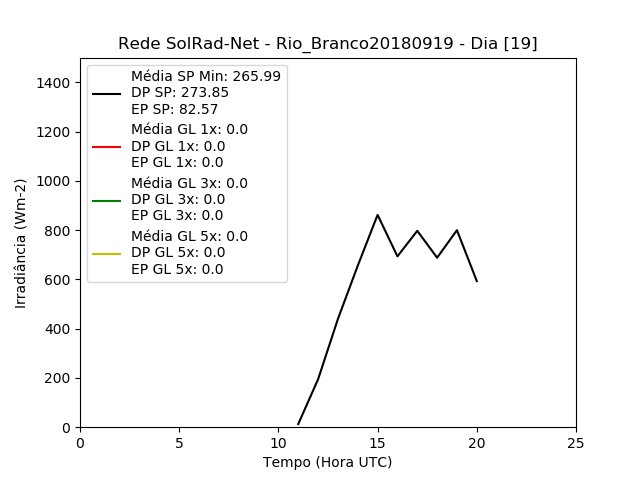 Rede SolRad-Net - Rio_Branco20180919 - Dia [19]
Média SP Min: 265.99
DP SP: 273.85
EP SP: 82.57
Média GL 1x: 0.0
DP GL 1x: 0.0
EP GL 1x: 0.0
Média GL 3x: 0.0
DP GL 3x: 0.0
EP GL 3x: 0.0
Média GL 5x: 0.0
DP GL 5x: 0.0
EP GL 5x: 0.0
Irradiância (Wm-2)
1400
1200
1000
800
600
400
200
0
0 5 10 15 20 25
Tempo (Hora UTC)